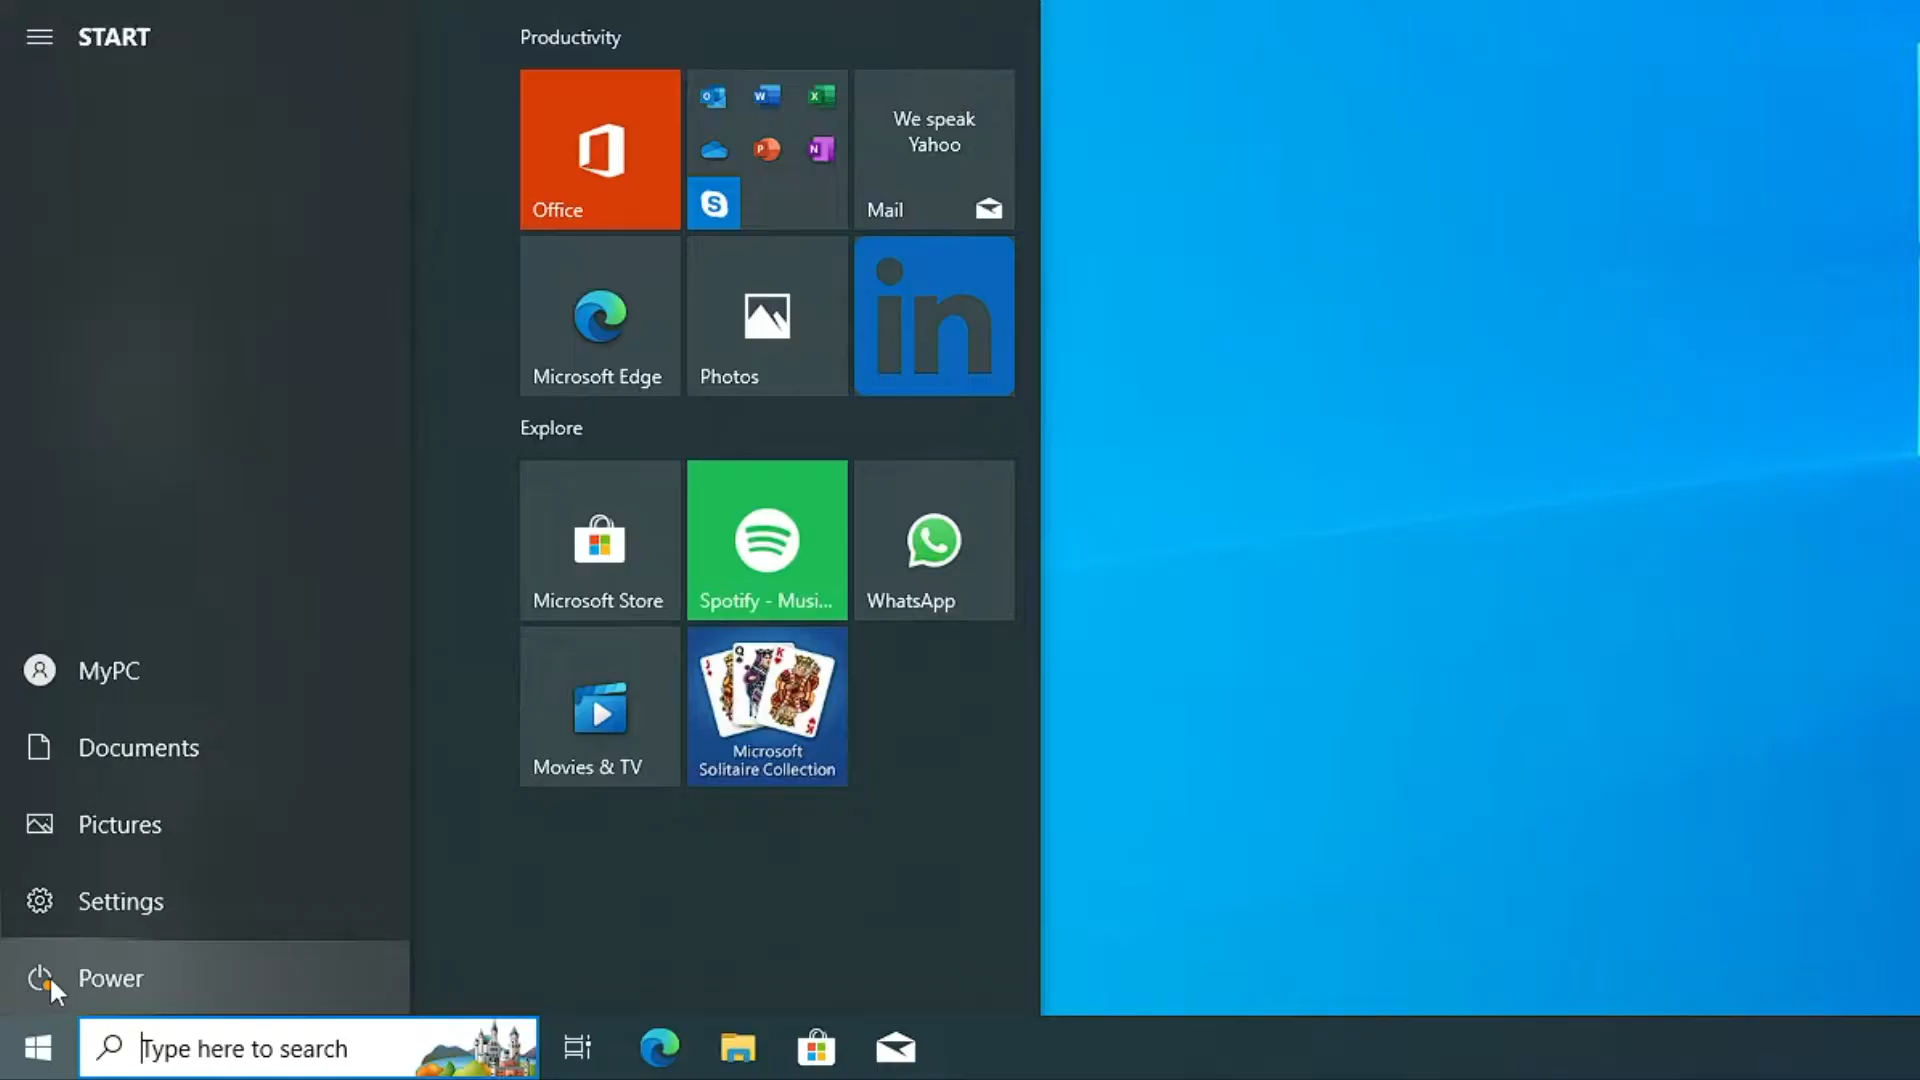 START
Productivity
Office
We speak
Yahoo
Mail
Microsoft Edge
Photos
in
Explore
Microsoft Store
Spotify - Musi...
WhatsApp
Movies & TV
Microsoft
Solitaire Collection
MyPC
Documents
Pictures
Settings
Power
Type here to search